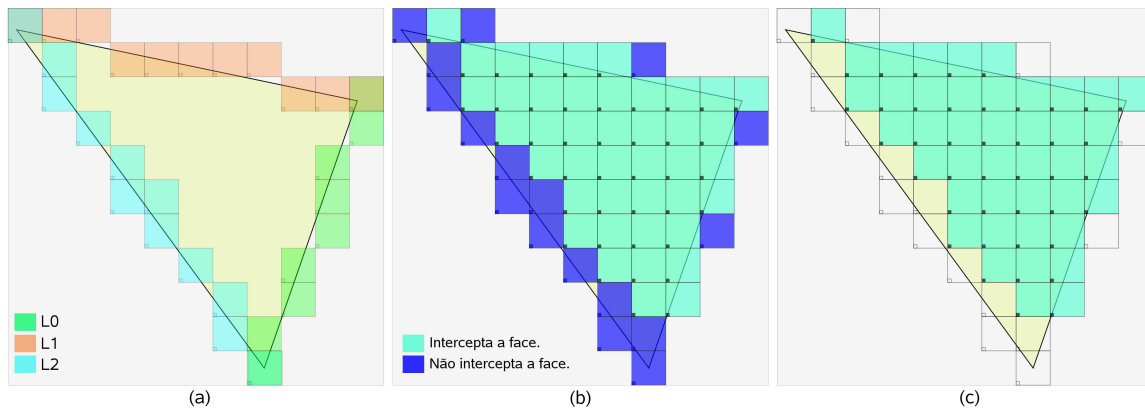 L0
L1
L2
Intercepta a face.
Não intercepta a face.
(a)
(b)
(c)